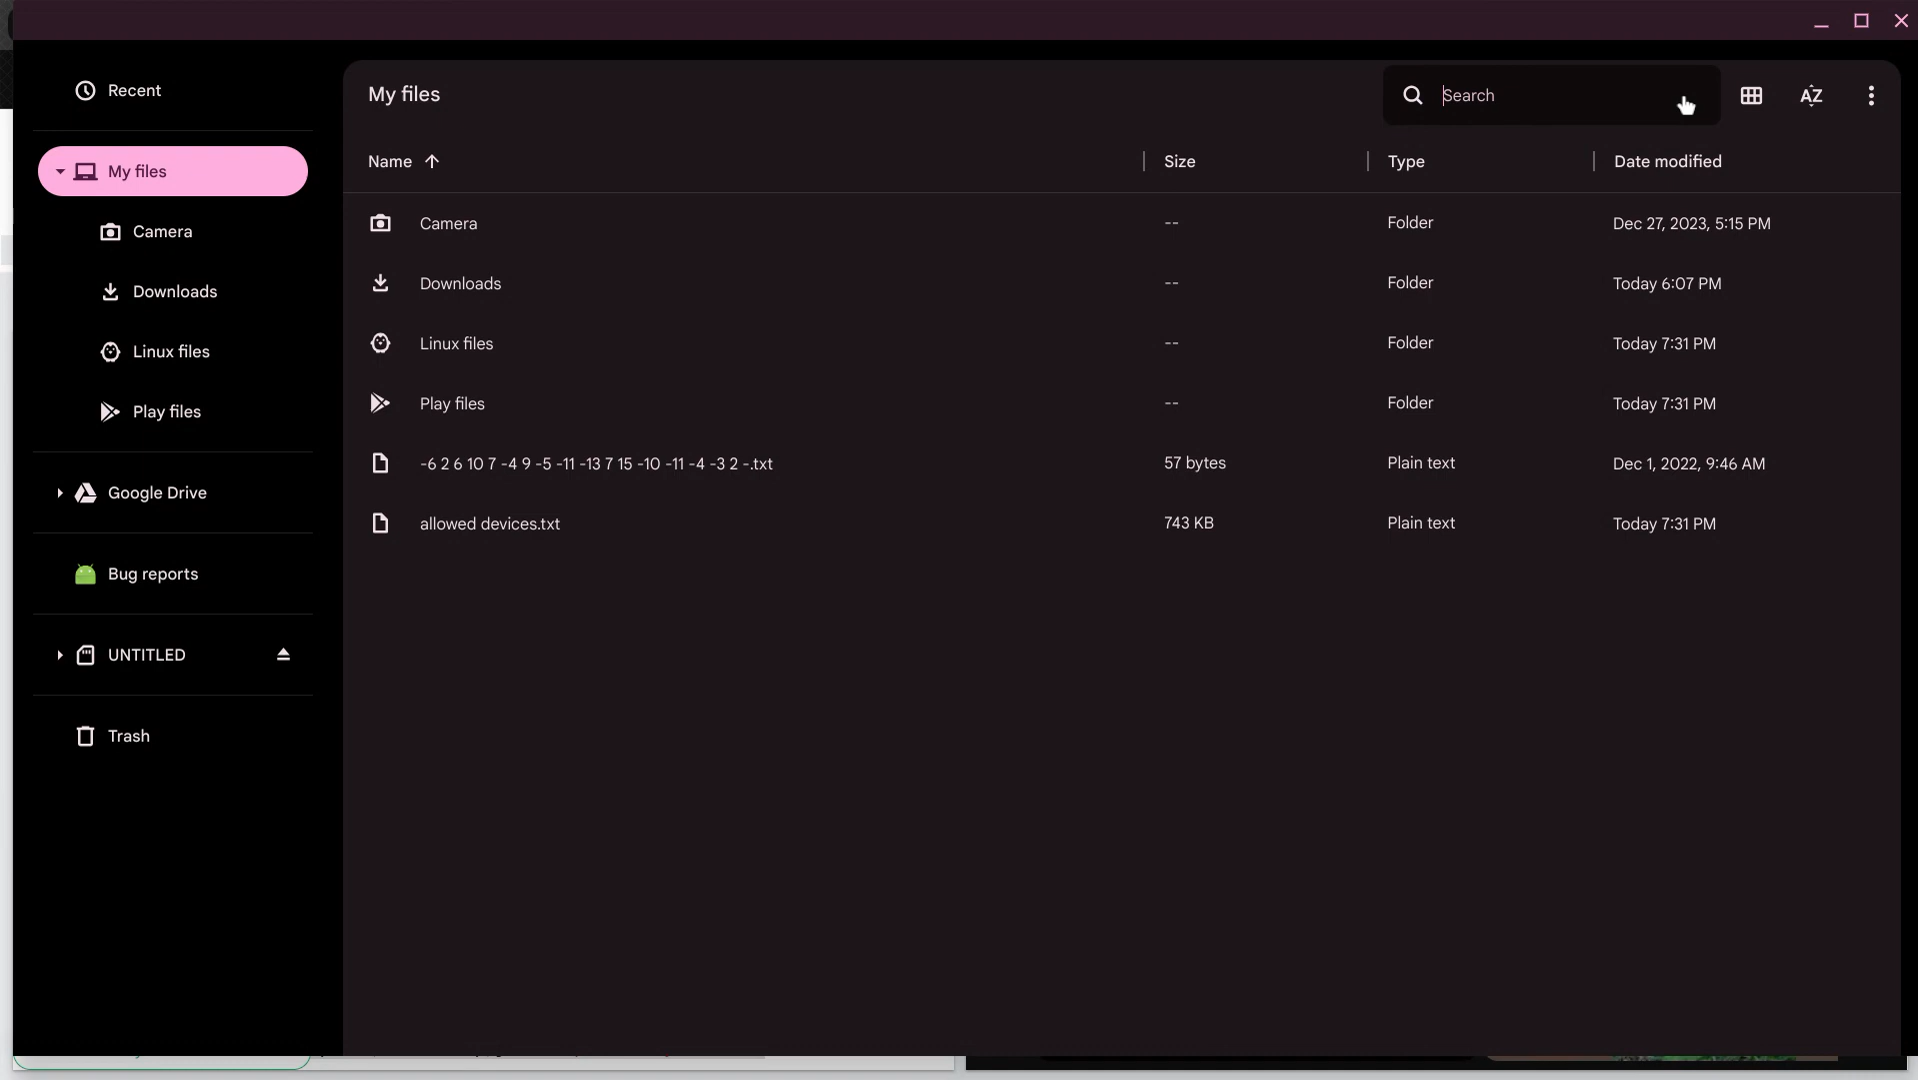 Recent
My files
Camera
Downloads
Linux files
Play files
Google Drive
Bug reports
UNTITLED
Trash
My files
Search
AZ
Name Size Type Date modified
Camera -- Folder Dec 27, 2023, 5:15 PM
Downloads -- Folder Today 6:07 PM
Linux files -- Folder Today 7:31 PM
Play files -- Folder Today 7:31 PM
-6 2 6 10 7 -4 9 -5 -11 -13 7 15 -10 -11 -4 -3 2 -.txt 57 bytes Plain text Dec 1, 2022, 9:46 AM
allowed devices.txt 743 KB Plain text Today 7:31 PM